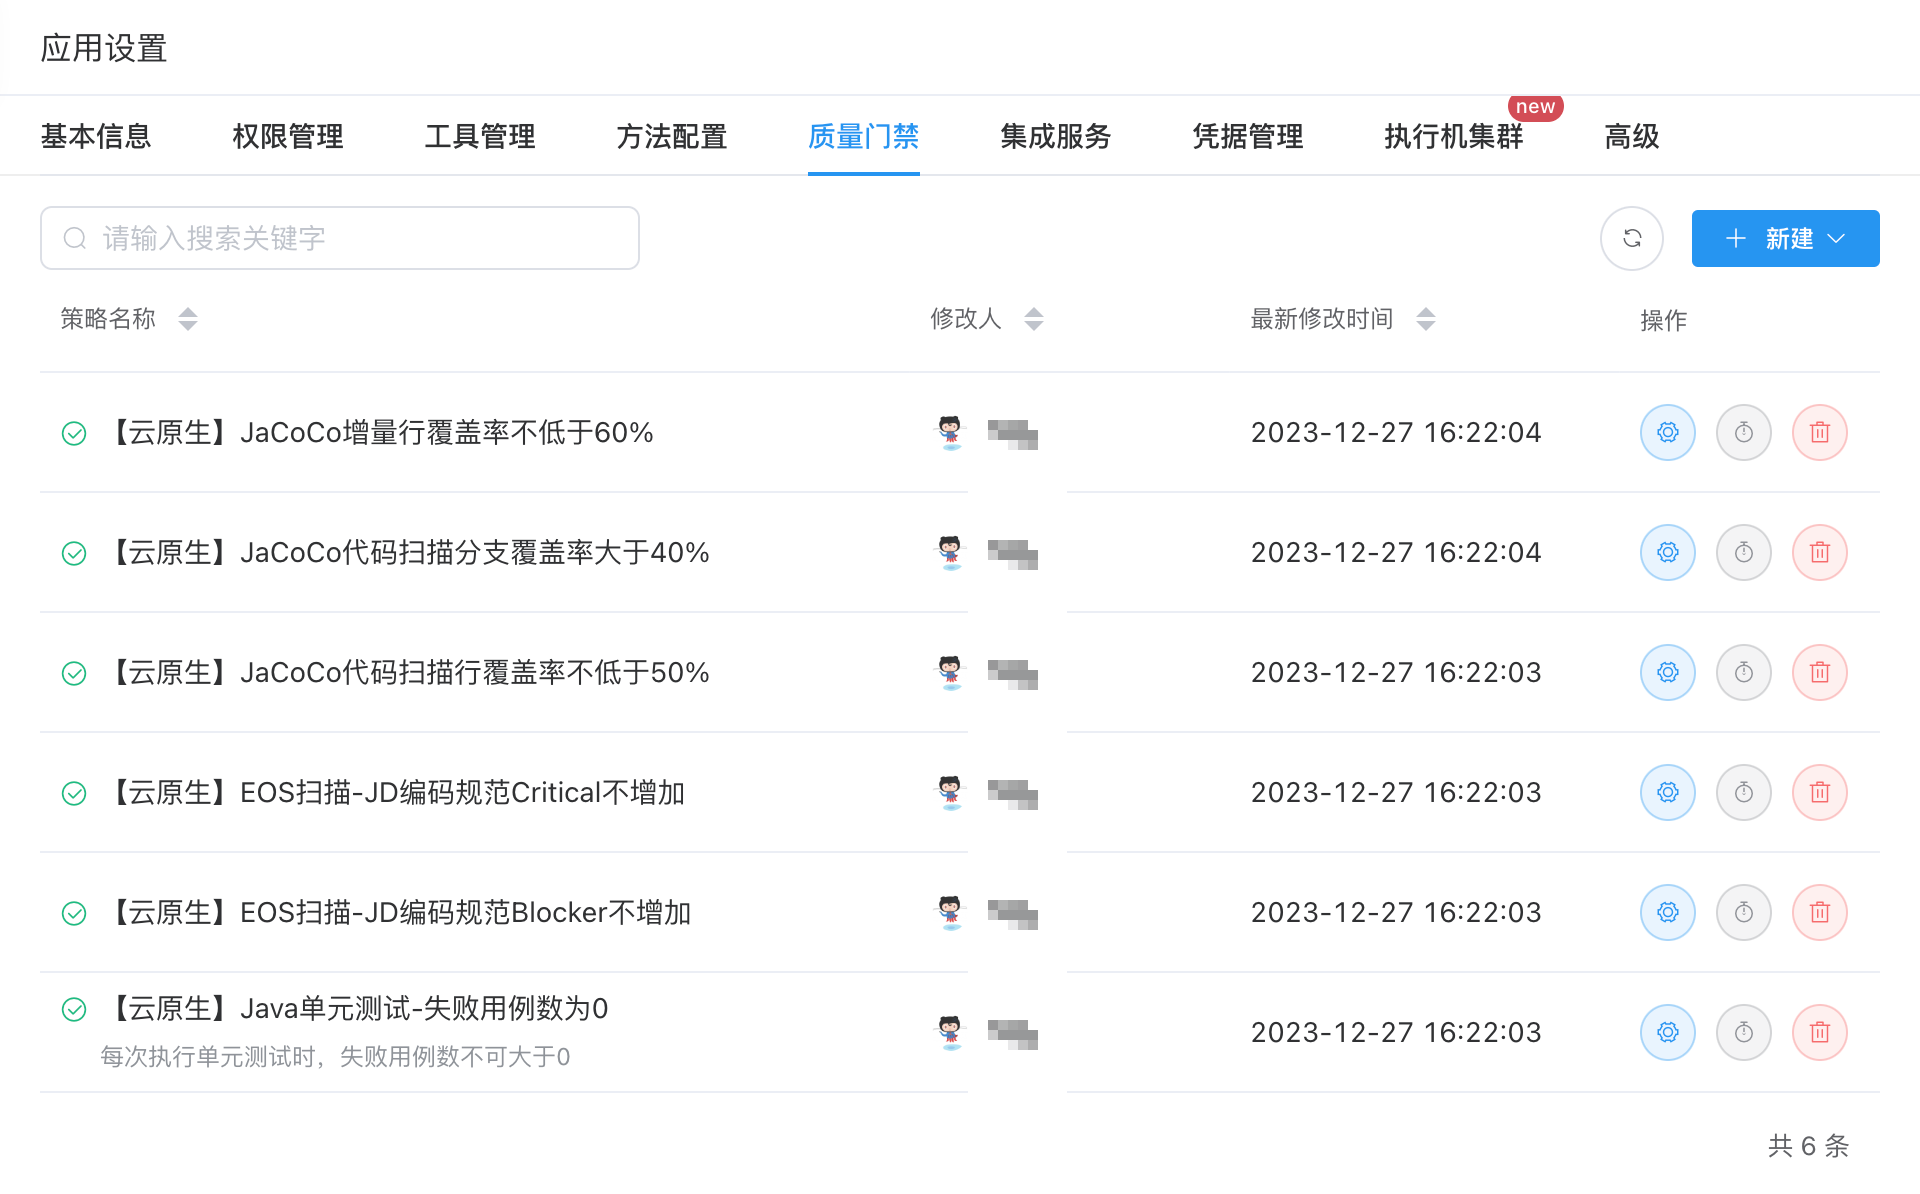 应用设置
基本信息 权限管理 工具管理 方法配置 质量门禁 集成服务 凭据管理 执行机集群 new 高级
请输入搜索关键字 新建
策略名称 修改人 最新修改时间 操作
【云原生】JaCoCo增量行覆盖率不低于60% 2023-12-27 16:22:04
【云原生】JaCoCo代码扫描分支覆盖率大于40% 2023-12-27 16:22:04
【云原生】JaCoCo代码扫描行覆盖率不低于50% 2023-12-27 16:22:03
【云原生】EOS扫描-JD编码规范Critical不增加 2023-12-27 16:22:03
【云原生】EOS扫描-JD编码规范Blocker不增加 2023-12-27 16:22:03
【云原生】Java单元测试-失败用例数为0 2023-12-27 16:22:03
每次执行单元测试时，失败用例数不可大于0
共 6 条